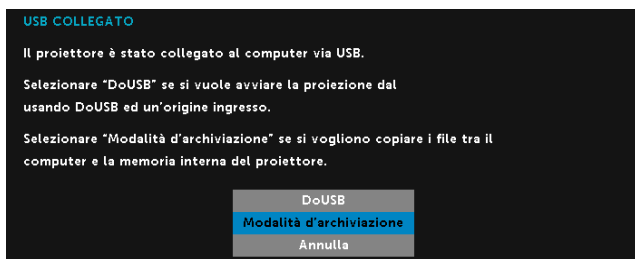 USB COLLEGATO
Il proiettore è stato collegato al computer via USB.
Selezionare “DoUSB” se si vuole avviare la proiezione dal
usando DoUSB ed un'origine ingresso.
Selezionare “Modalità d'archiviazione” se si vogliono copiare i file tra il
computer e la memoria interna del proiettore.
DoUSB
Modalità d'archiviazione
Annulla